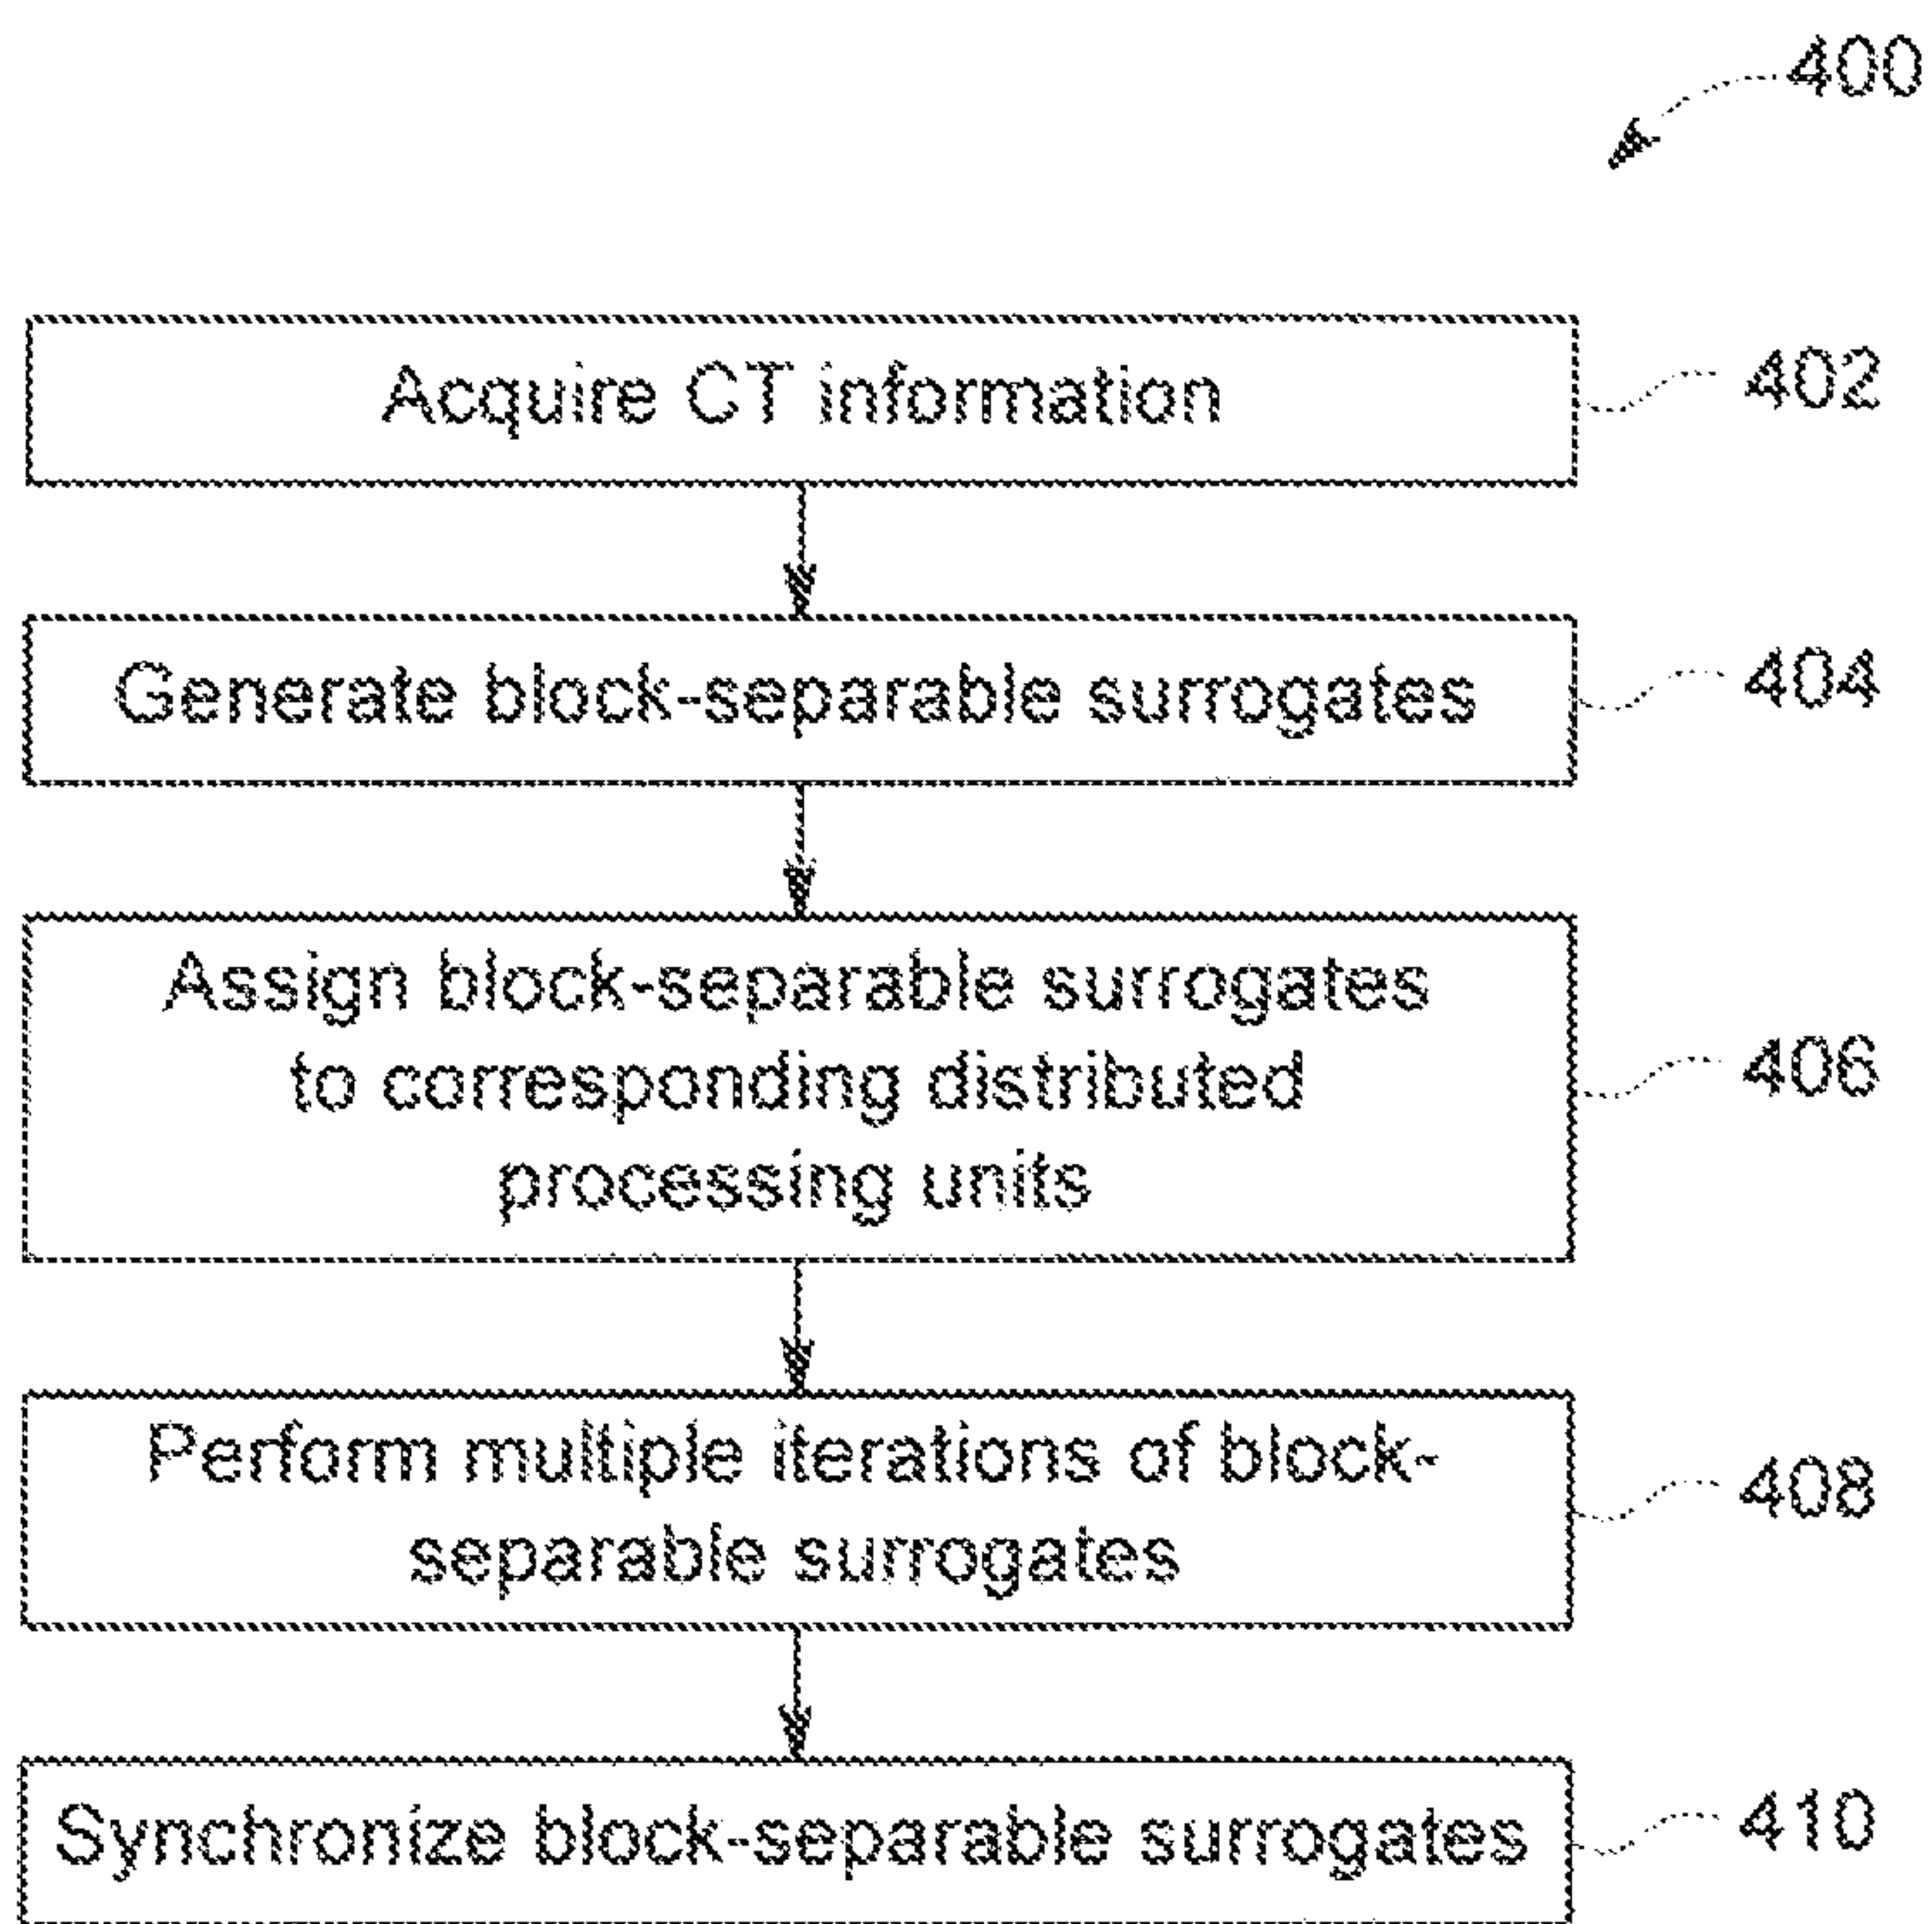 400
Acquire CT information
402
Generate block-separable surrogates
404
Assign block-separable surrogates
to corresponding distributed
processing units
406
Perform multiple iterations of block-
separable surrogates
408
Synchronize block-separable surrogates
410